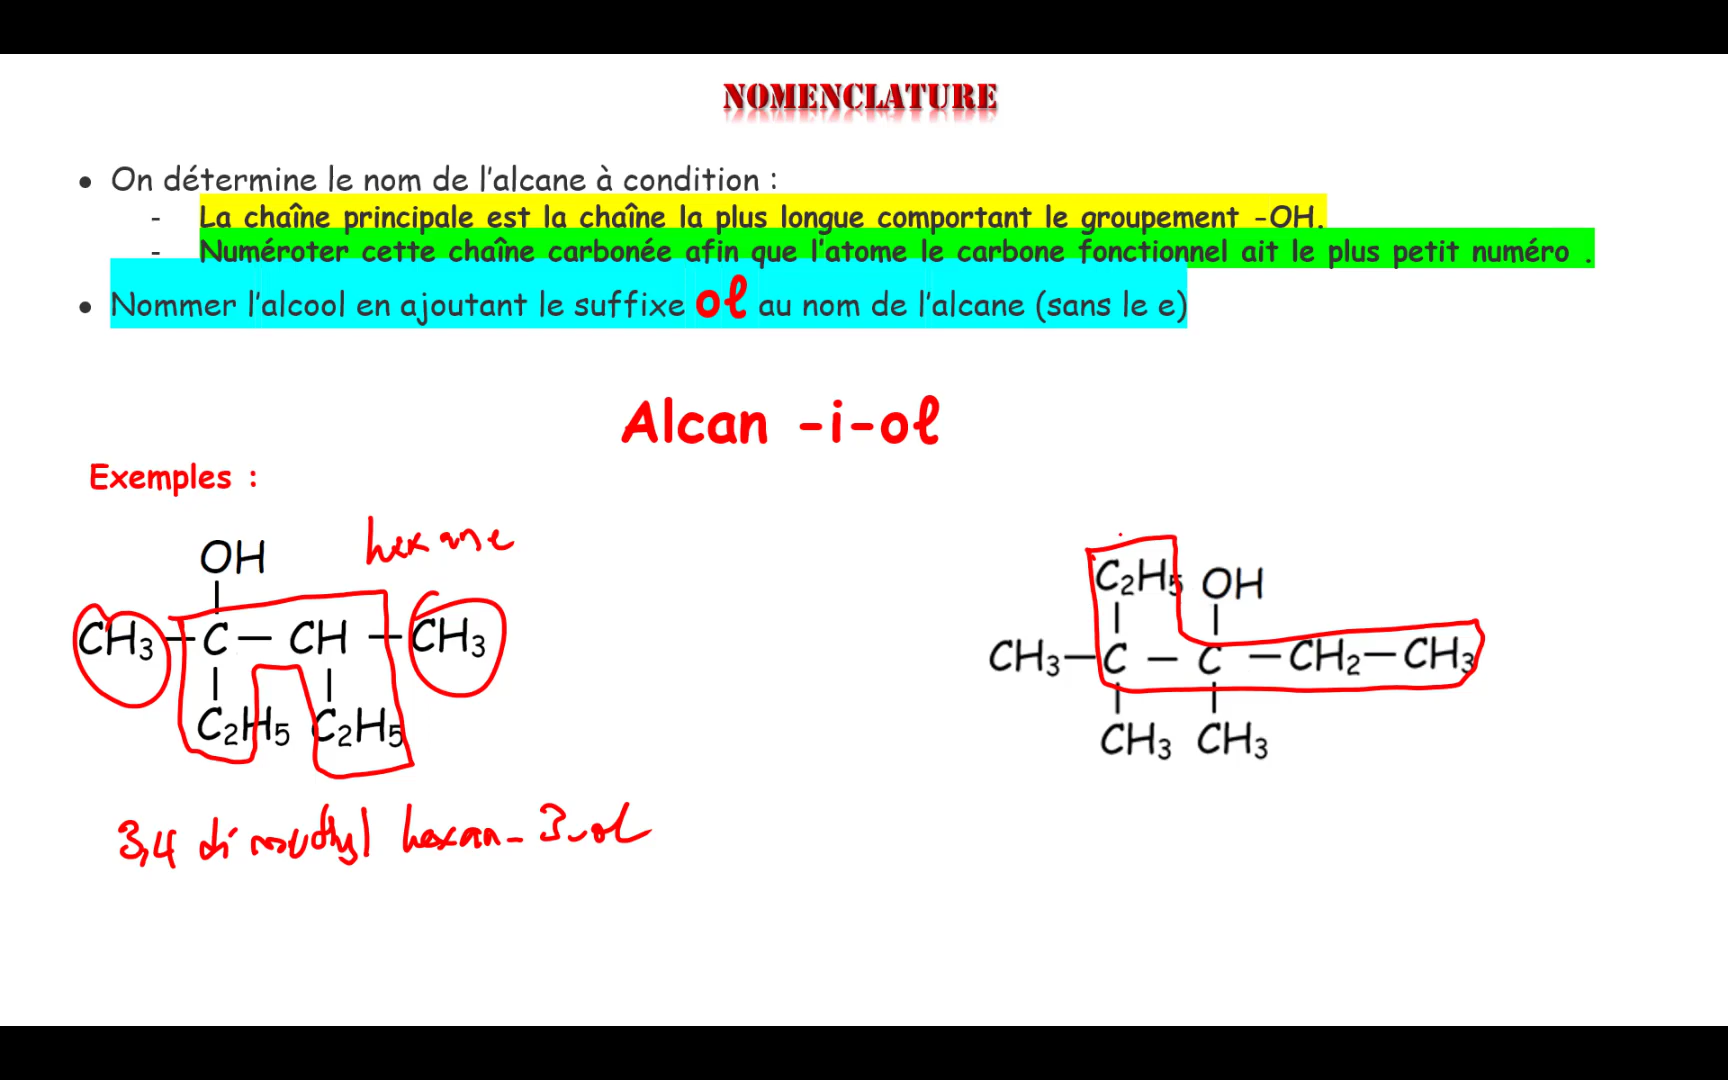 NOMENCLATURE
• On détermine le nom de l'alcane à condition :
- La chaîne principale est la chaîne la plus longue comportant le groupement -OH.
- Numéroter cette chaîne carbonée afin que l'atome le carbone fonctionnel ait le plus petit numéro .
• Nommer l'alcool en ajoutant le suffixe ol au nom de l'alcane (sans le e)
Alcan -i-ol
Exemples :
hexane
OH
CH3 — C — CH — CH3
C2H5 C2H5
3,4 di méthyl hexan-3-ol
C2H5 OH
CH3 — C — C — CH2 — CH3
CH3 CH3